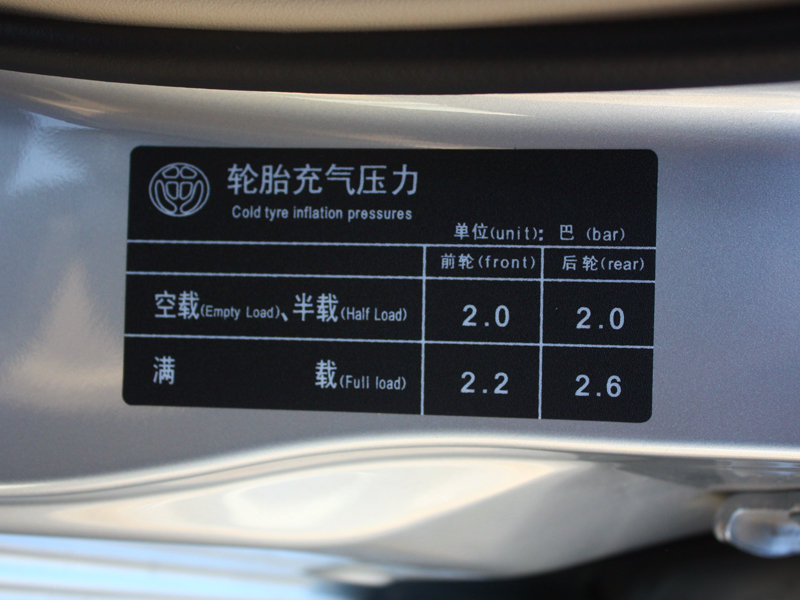 轮胎充气压力
Cold tyre inflation pressures
单位(unit): 巴 (bar)
前轮(front) 后轮(rear)
空载(Empty Load)、半载(Half Load) 2.0 2.0
满 载(Full load) 2.2 2.6